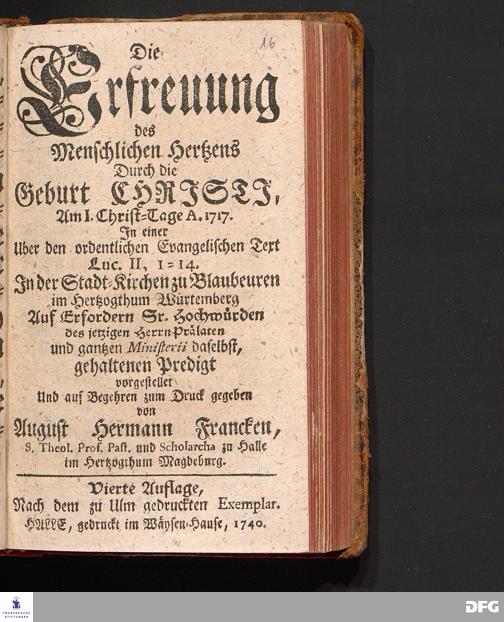 16
Die
Erfreuung
des
Menschlichen Hertzens
Durch die
Geburt CHRISTI,
Am I. Christ-Tage A. 1717.
In einer
Uber den ordentlichen Evangelischen Text
Luc. II, 1=14.
In der Stadt-Kirchen zu Blaubeuren
im Hertzogthum Würtemberg
Auf Erfordern Sr. Hochwürden
des jetzigen Herrn Prälaten
und gantzen Ministerii daselbst,
gehaltenen Predigt
vorgestellet
Und auf Begehren zum Druck gegeben
von
August Hermann Francken,
S. Theol. Prof. Past. und Scholarcha zu Halle
im Hertzogthum Magdeburg.
Vierte Auflage,
Nach dem zu Ulm gedruckten Exemplar.
HALLE, gedruckt im Wäysen-Hause, 1740.
FRANCKESCHE
STIFTUNGEN
DFG